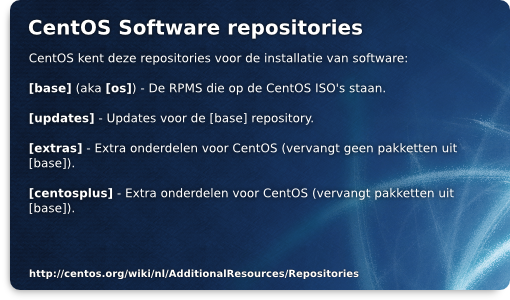 CentOS Software repositories
CentOS kent deze repositories voor de installatie van software:
[base] (aka [os]) - De RPMS die op de CentOS ISO's staan.
[updates] - Updates voor de [base] repository.
[extras] - Extra onderdelen voor CentOS (vervangt geen pakketten uit
[base]).
[centosplus] - Extra onderdelen voor CentOS (vervangt pakketten uit
[base]).
http://centos.org/wiki/nl/AdditionalResources/Repositories